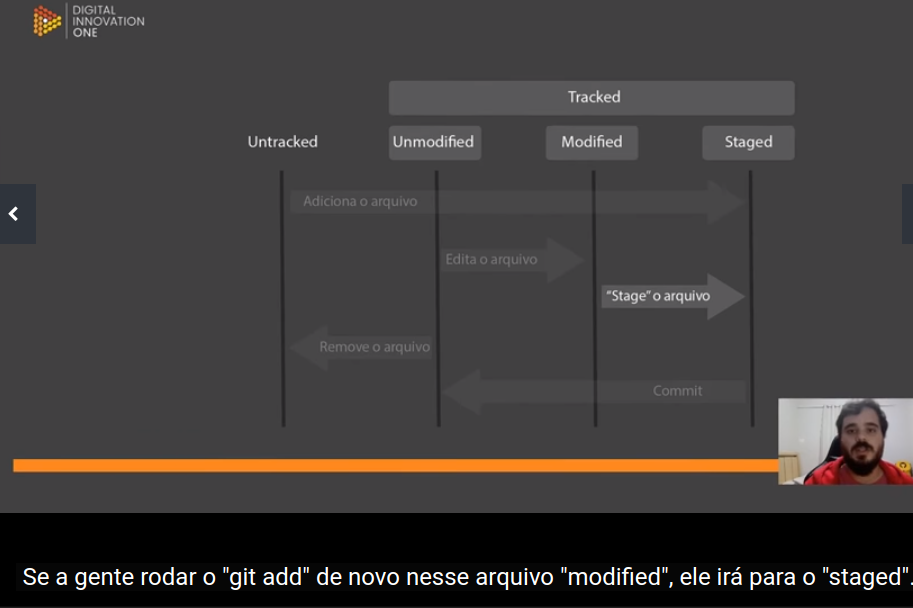 DIGITAL
INNOVATION
ONE
Tracked
Untracked
Unmodified
Modified
Staged
Adiciona o arquivo
Edita o arquivo
"Stage" o arquivo
Remove o arquivo
Commit
Se a gente rodar o "git add" de novo nesse arquivo "modified", ele irá para o "staged".